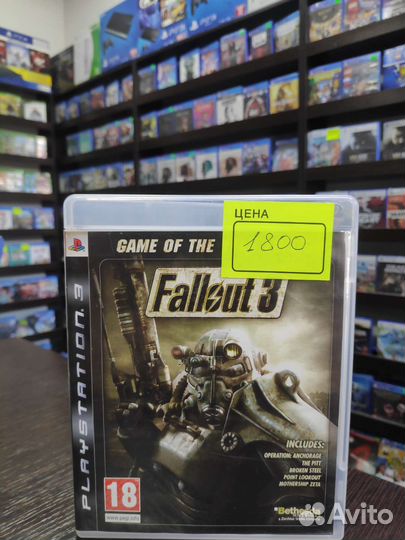 ЦЕНА
1800
GAME OF THE
Fallout 3
PLAYSTATION 3
INCLUDES:
OPERATION: ANCHORAGE
THE PITT
BROKEN STEEL
POINT LOOKOUT
MOTHERSHIP ZETA
18
www.pegi.info
Bethesda
Avito